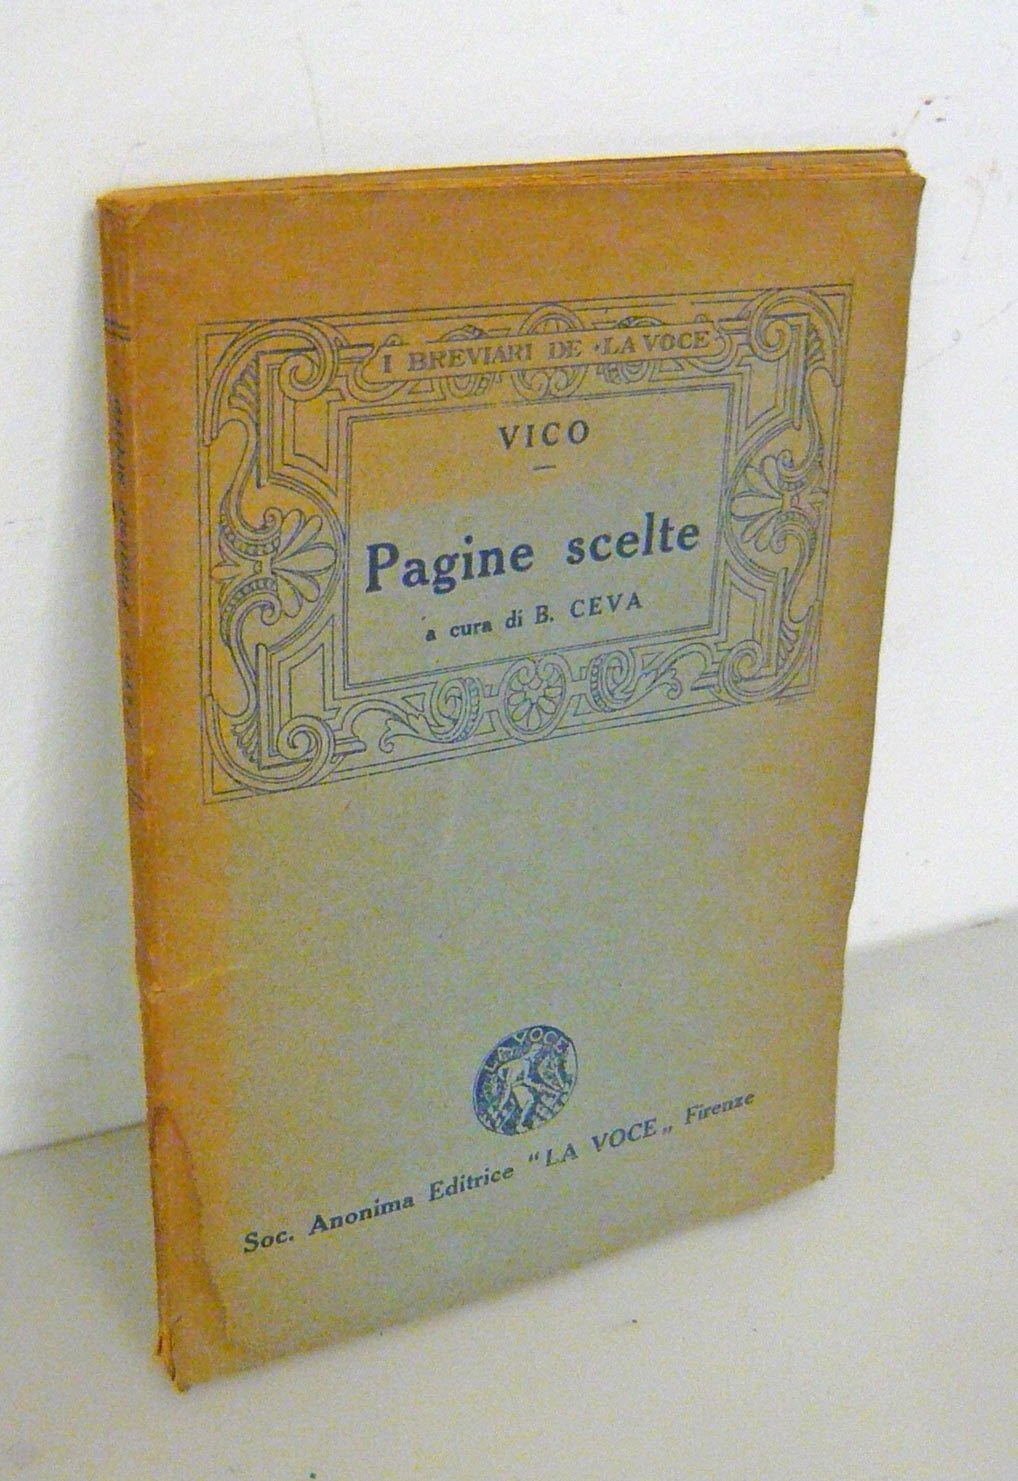 I BREVIARI DE "LA VOCE"
VICO
Pagine scelte
a cura di B. CEVA
LA VOCE
Soc. Anonima Editrice "LA VOCE„ Firenze